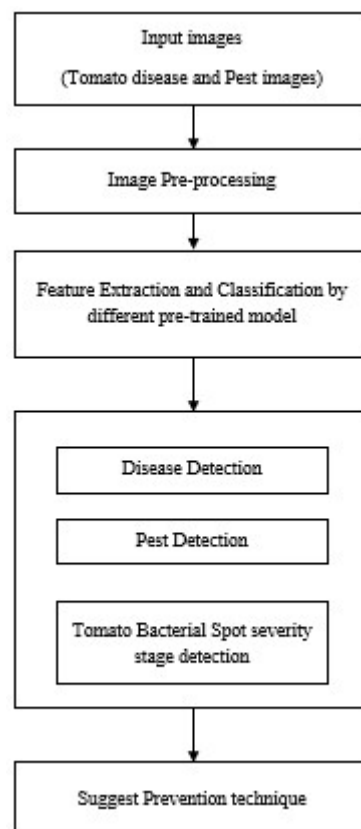 Input images
(Tomato disease and Pest images)
Image Pre-processing
Feature Extraction and Classification by
different pre-trained model
Disease Detection
Pest Detection
Tomato Bacterial Spot severity
stage detection
Suggest Prevention technique